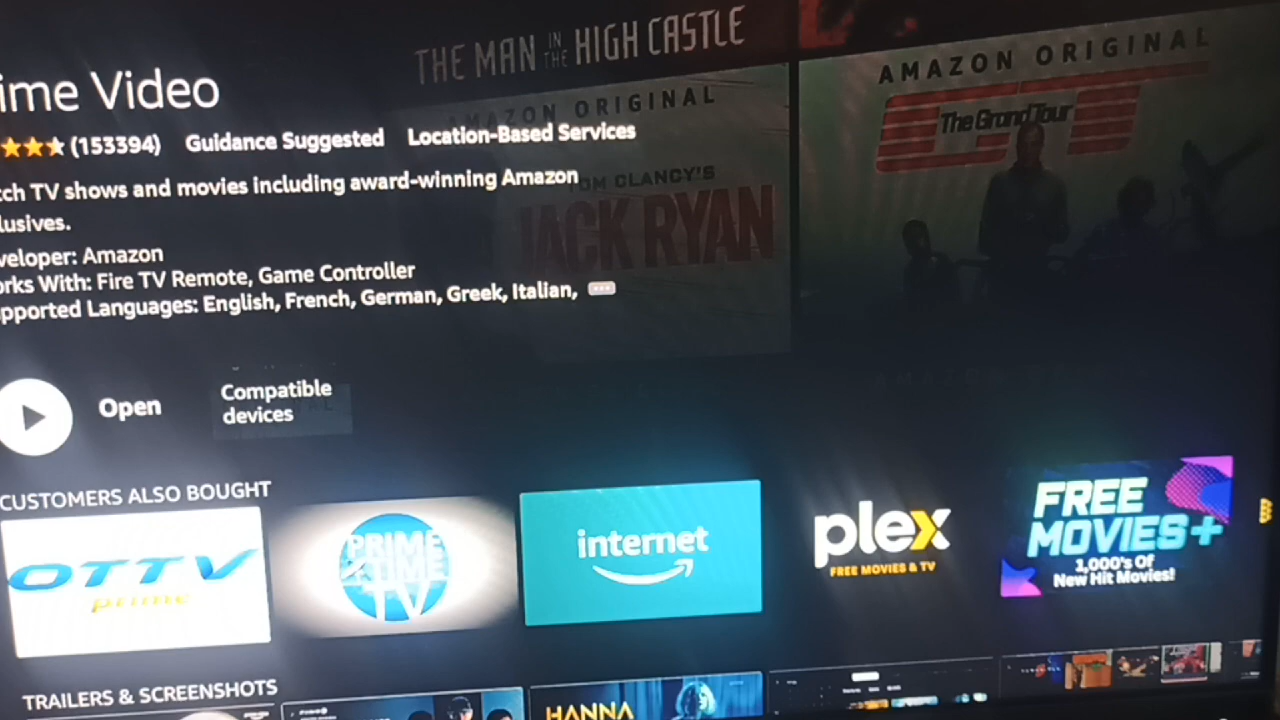 THE MAN IN THE HIGH CASTLE
ime Video
AMAZON ORIGINAL
AMAZON ORIGINAL
The Grand Tour
(153394) Guidance Suggested Location-Based Services
tch TV shows and movies including award-winning Amazon
lusives.
TOM CLANCY'S
JACK RYAN
veloper: Amazon
orks With: Fire TV Remote, Game Controller
pported Languages: English, French, German, Greek, Italian,
Open
Compatible
devices
CUSTOMERS ALSO BOUGHT
OTTV
prime
PRIME
TIME
TV
internet
plex
FREE MOVIES & TV
FREE
MOVIES+
1,000's Of
New Hit Movies!
TRAILERS & SCREENSHOTS
HANNA